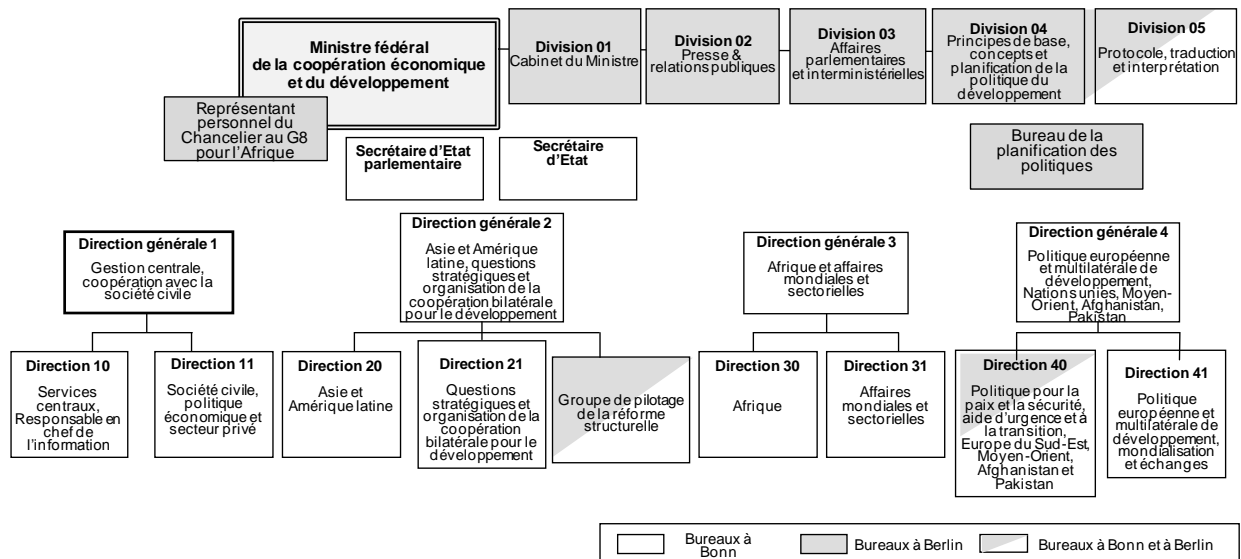 Ministre fédéral
de la coopération économique
et du développement
Division 01
Cabinet du Ministre
Division 02
Presse &
relations publiques
Division 03
Affaires
parlementaires
et interministérielles
Division 04
Principes de base,
concepts et
planification de la
politique du
développement
Division 05
Protocole, traduction
et interprétation
Représentant
personnel du
Chancelier au G8
pour l'Afrique
Secrétaire d'Etat
parlementaire
Secrétaire
d'Etat
Bureau de la
planification des
politiques
Direction générale 1
Gestion centrale,
coopération avec la
société civile
Direction générale 2
Asie et Amérique
latine, questions
stratégiques et
organisation de la
coopération bilatérale
pour le développement
Direction générale 3
Afrique et affaires
mondiales et
sectorielles
Direction générale 4
Politique européenne
et multilatérale de
développement,
Nations unies, Moyen-
Orient, Afghanistan,
Pakistan
Direction 10
Services
centraux,
Responsable en
chef de
l'information
Direction 11
Société civile,
politique
économique et
secteur privé
Direction 20
Asie et
Amérique latine
Direction 21
Questions
stratégiques et
organisation de la
coopération
bilatérale pour le
développement
Groupe de pilotage
de la réforme
structurelle
Direction 30
Afrique
Direction 31
Affaires
mondiales et
sectorielles
Direction 40
Politique pour la
paix et la sécurité,
aide d'urgence et à
la transition,
Europe du Sud-Est,
Moyen-Orient,
Afghanistan et
Pakistan
Direction 41
Politique
européenne et
multilatérale de
développement,
mondialisation
et échanges
Bureaux à
Bonn
Bureaux à Berlin
Bureaux à Bonn et à Berlin